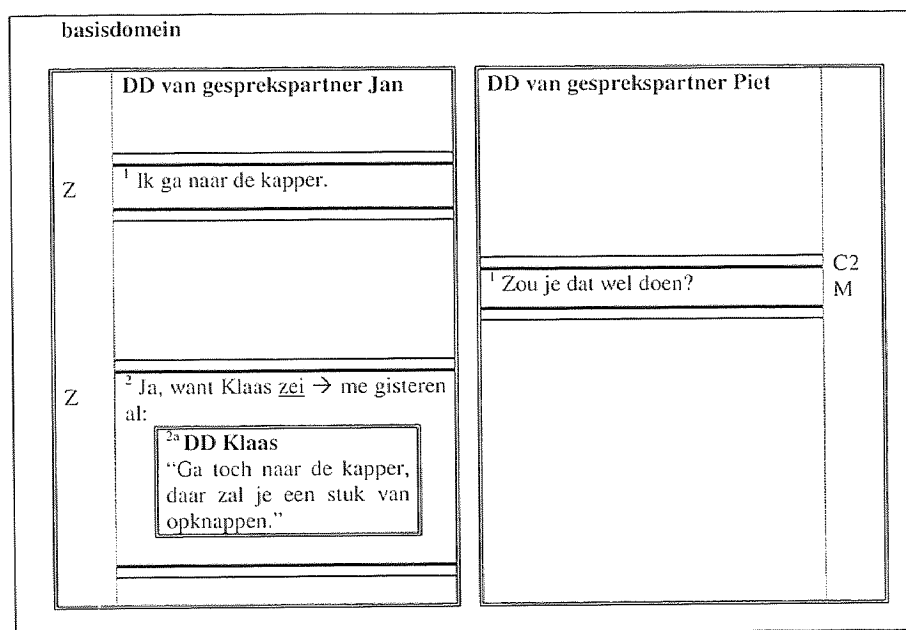 basisdomein
DD van gesprekspartner Jan
Z
¹ Ik ga naar de kapper.
Z
² Ja, want Klaas zei → me gisteren
al:
²ᵃ DD Klaas
“Ga toch naar de kapper,
daar zal je een stuk van
opknappen.”
DD van gesprekspartner Piet
¹ Zou je dat wel doen?
C2
M